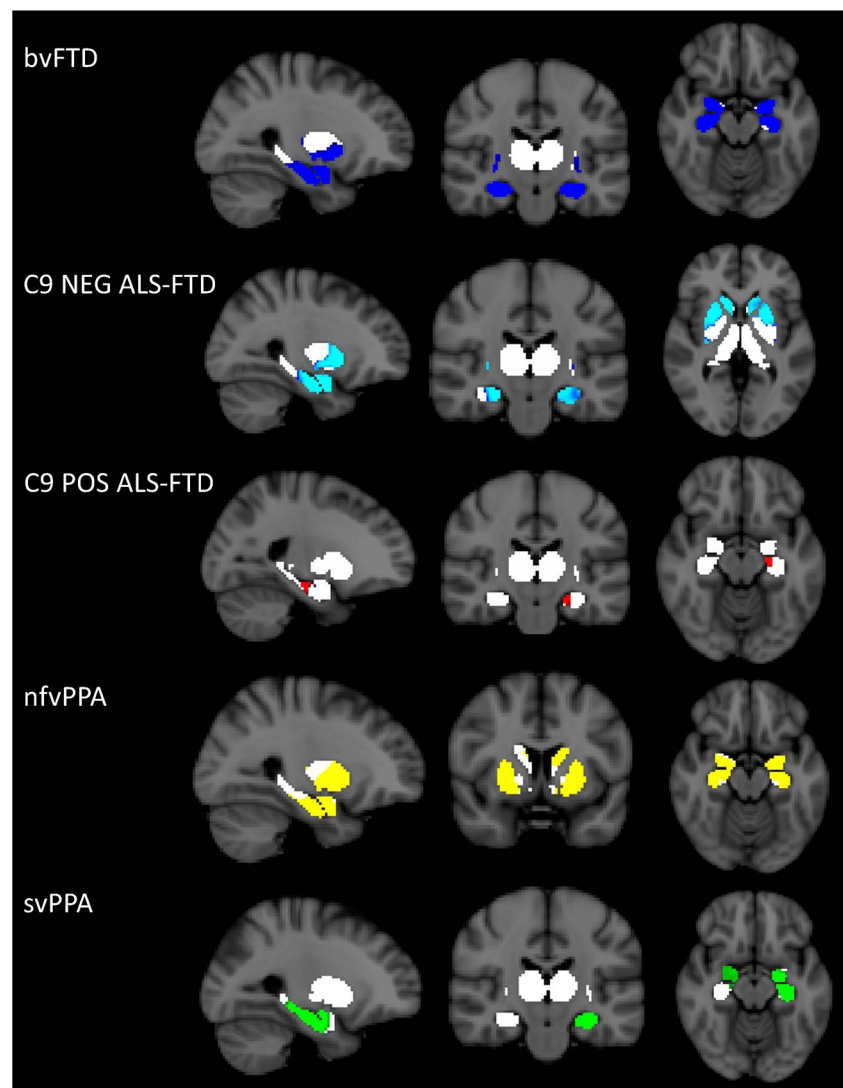 bvFTD
C9 NEG ALS-FTD
C9 POS ALS-FTD
nfvPPA
svPPA